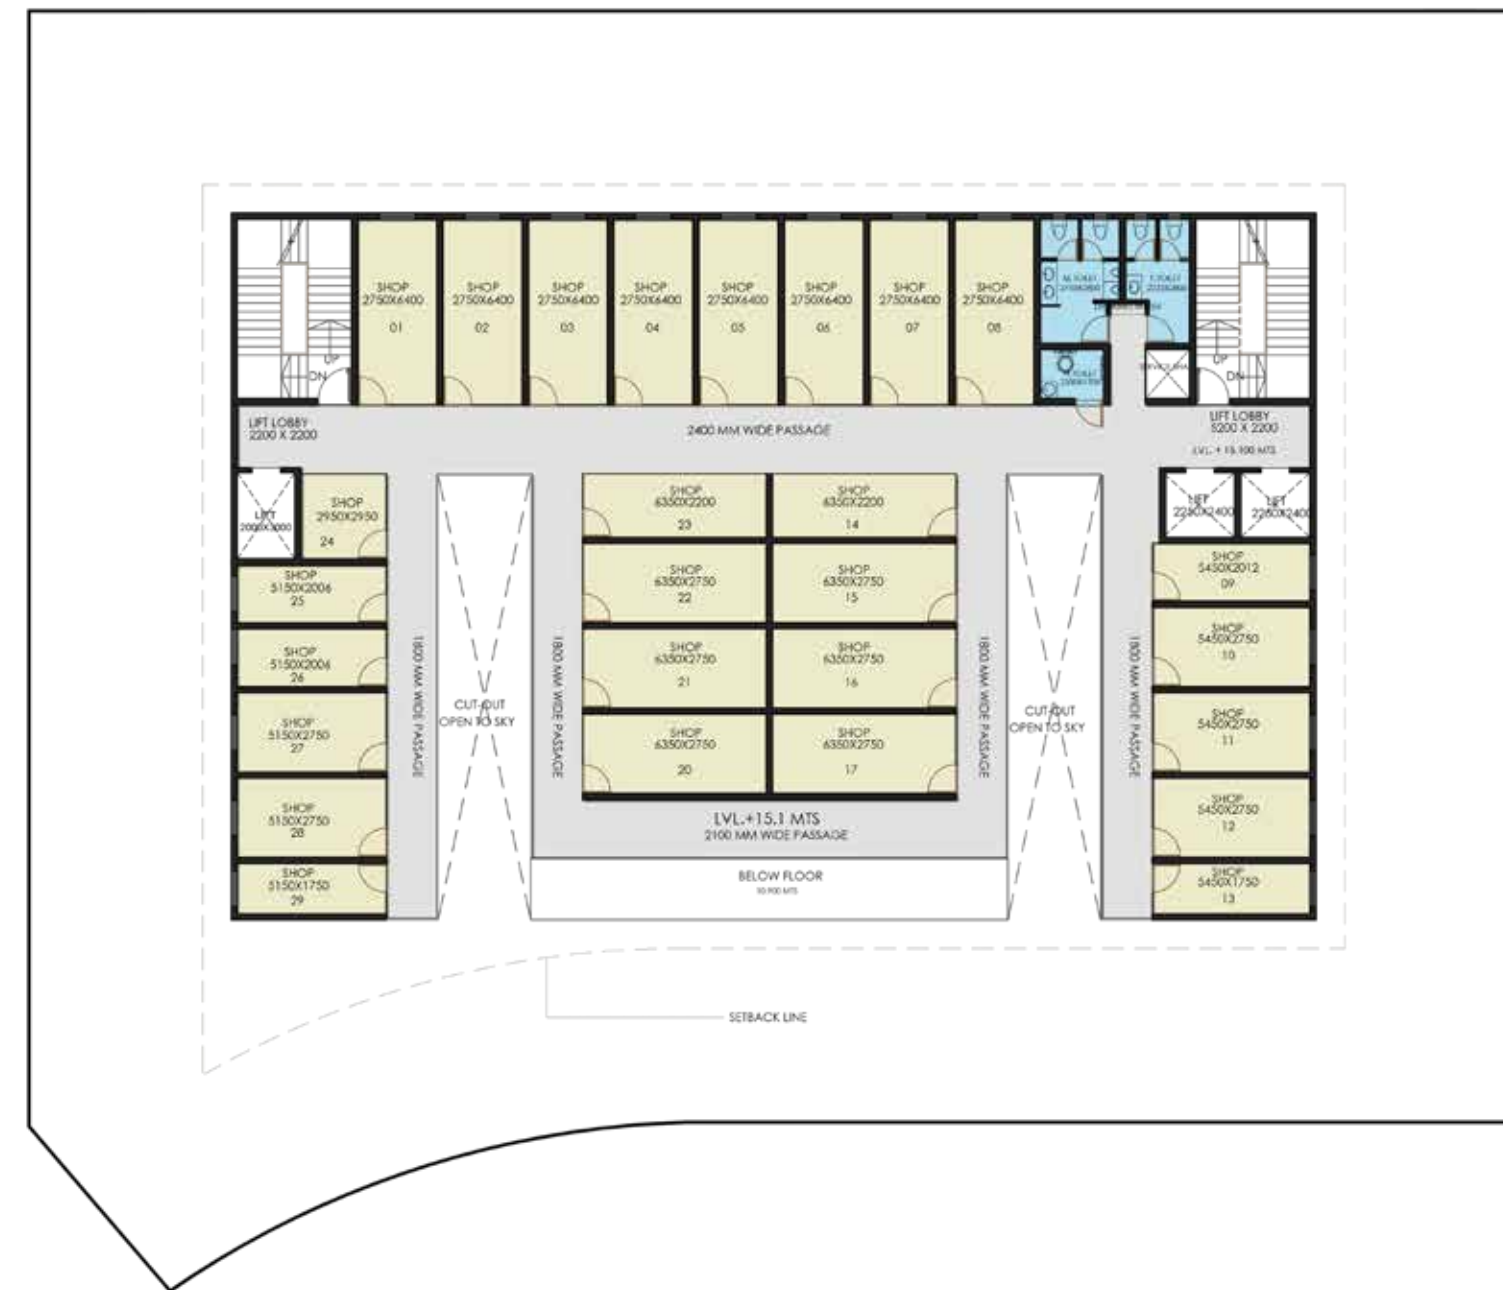 SHOP
2750X6400
01
SHOP
2750X6400
02
SHOP
2750X6400
03
SHOP
2750X6400
04
SHOP
2750X6400
05
SHOP
2750X6400
06
SHOP
2750X6400
07
SHOP
2750X6400
08
UP
DN
UP
DN
LIFT LOBBY
2200 X 2200
2400 MM WIDE PASSAGE
LIFT LOBBY
5200 X 2200
LVL. + 15.100 MTS
LIFT
SHOP
2950X2950
24
SHOP
6350X2200
23
SHOP
6350X2200
14
LIFT
2250X2400
LIFT
2250X2400
SHOP
5150X2006
25
SHOP
6350X2750
22
SHOP
6350X2750
15
SHOP
5450X2012
09
SHOP
5150X2006
26
SHOP
6350X2750
21
SHOP
6350X2750
16
SHOP
5450X2750
10
1800 MM WIDE PASSAGE
1800 MM WIDE PASSAGE
1800 MM WIDE PASSAGE
1800 MM WIDE PASSAGE
CUT-OUT
OPEN TO SKY
CUT-OUT
OPEN TO SKY
SHOP
5150X2750
27
SHOP
6350X2750
20
SHOP
6350X2750
17
SHOP
5450X2750
11
SHOP
5150X2750
28
LVL.+15.1 MTS
2100 MM WIDE PASSAGE
SHOP
5450X2750
12
SHOP
5150X1750
29
BELOW FLOOR
10.900 MTS
SHOP
5450X1750
13
SETBACK LINE